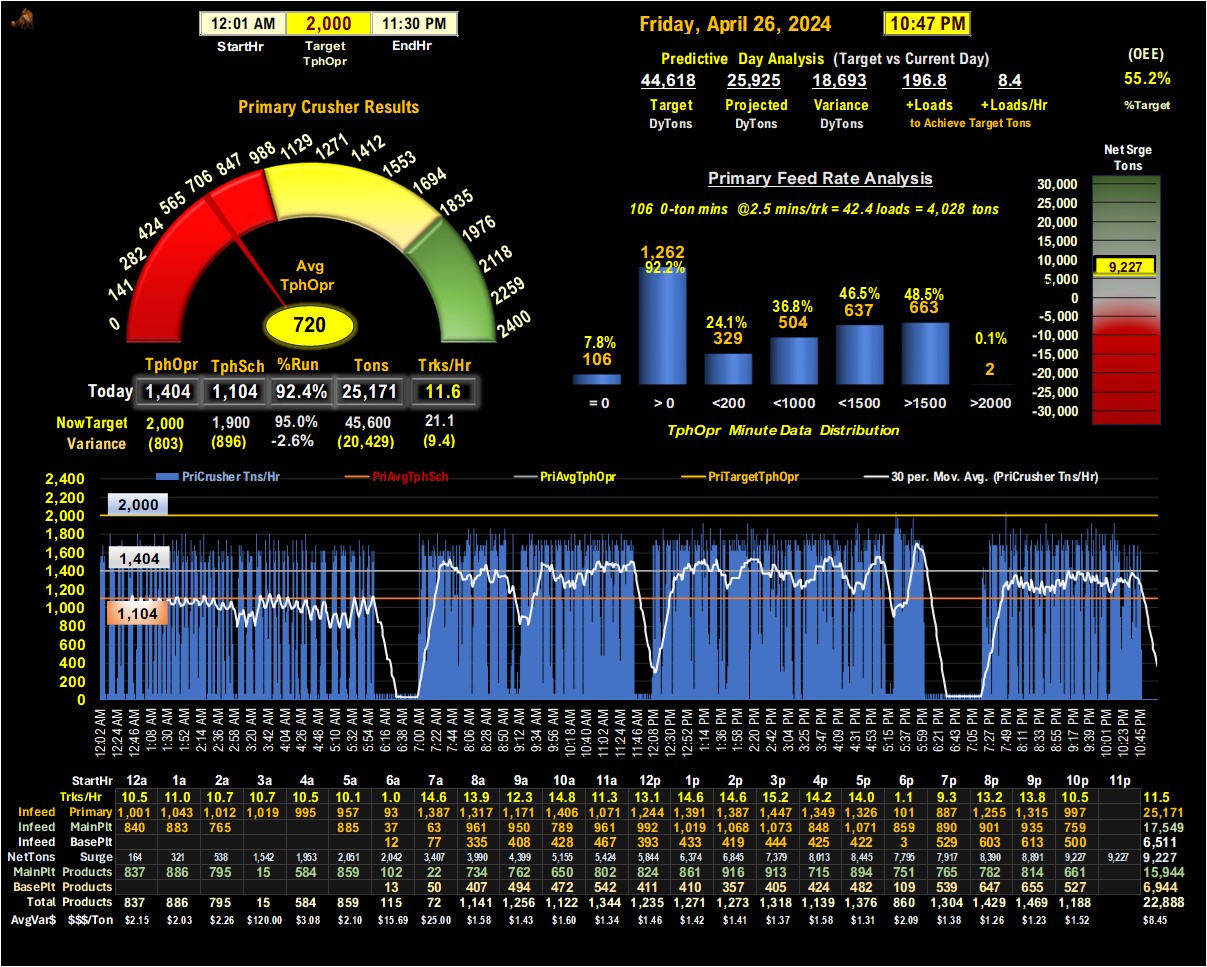 12:01 AM 2,000 11:30 PM
StartHr Target TphOpr EndHr
Friday, April 26, 2024 10:47 PM
Predictive Day Analysis (Target vs Current Day)
44,618 25,925 18,693 196.8 8.4
Target Projected Variance +Loads +Loads/Hr
DyTons DyTons DyTons to Achieve Target Tons
(OEE)
55.2%
%Target
Primary Crusher Results
0 141 282 424 565 706 847 988 1129 1271 1412 1553 1694 1835 1976 2118 2259 2400
Avg
TphOpr
720
TphOpr TphSch %Run Tons Trks/Hr
Today 1,404 1,104 92.4% 25,171 11.6
NowTarget 2,000 1,900 95.0% 45,600 21.1
Variance (803) (896) -2.6% (20,429) (9.4)
Primary Feed Rate Analysis
106 0-ton mins @2.5 mins/trk = 42.4 loads = 4,028 tons
7.8% 92.2% 24.1% 36.8% 46.5% 48.5% 0.1%
106 1,262 329 504 637 663 2
= 0 > 0 <200 <1000 <1500 >1500 >2000
TphOpr Minute Data Distribution
Net Srge
Tons
30,000
25,000
20,000
15,000
10,000
9,227
5,000
0
-5,000
-10,000
-15,000
-20,000
-25,000
-30,000
PriCrusher Tns/Hr PriAvgTphSch PriAvgTphOpr PriTargetTphOpr 30 per. Mov. Avg. (PriCrusher Tns/Hr)
2,400
2,200
2,000
1,800
1,600
1,400
1,200
1,000
800
600
400
200
0
2,000
1,404
1,104
12:02 AM 12:24 AM 12:46 AM 1:08 AM 1:30 AM 1:52 AM 2:14 AM 2:36 AM 2:58 AM 3:20 AM 3:42 AM 4:04 AM 4:26 AM 4:48 AM 5:10 AM 5:32 AM 5:54 AM 6:16 AM 6:38 AM 7:00 AM 7:22 AM 7:44 AM 8:06 AM 8:28 AM 8:50 AM 9:12 AM 9:34 AM 9:56 AM 10:18 AM 10:40 AM 11:02 AM 11:24 AM 11:46 AM 12:08 PM 12:30 PM 12:52 PM 1:14 PM 1:36 PM 1:58 PM 2:20 PM 2:42 PM 3:04 PM 3:25 PM 3:47 PM 4:09 PM 4:31 PM 4:53 PM 5:15 PM 5:37 PM 5:59 PM 6:21 PM 6:43 PM 7:05 PM 7:27 PM 7:49 PM 8:11 PM 8:33 PM 8:55 PM 9:17 PM 9:39 PM 10:01 PM 10:23 PM 10:45 PM
StartHr 12a 1a 2a 3a 4a 5a 6a 7a 8a 9a 10a 11a 12p 1p 2p 3p 4p 5p 6p 7p 8p 9p 10p 11p
Trks/Hr 10.5 11.0 10.7 10.7 10.5 10.1 1.0 14.6 13.9 12.3 14.8 11.3 13.1 14.6 14.6 15.2 14.2 14.0 1.1 9.3 13.2 13.8 10.5 11.5
Infeed Primary 1,001 1,043 1,012 1,019 995 957 93 1,387 1,317 1,171 1,406 1,071 1,244 1,391 1,387 1,447 1,349 1,326 101 887 1,255 1,315 997 25,171
Infeed MainPlt 840 883 765 885 37 63 961 950 789 961 992 1,019 1,068 1,073 848 1,071 859 890 901 935 759 17,549
Infeed BasePlt 12 77 335 408 428 467 393 433 419 444 425 422 3 529 603 613 500 6,511
NetTons Surge 164 321 538 1,542 1,953 2,051 2,042 3,407 3,990 4,399 5,155 5,424 5,844 6,374 6,845 7,379 8,013 8,445 7,795 7,917 8,390 8,891 9,227 9,227 9,227
MainPlt Products 837 886 795 15 584 859 102 22 734 762 650 802 824 861 916 913 715 894 751 765 782 814 661 15,944
BasePlt Products 13 50 407 494 472 542 411 410 357 405 424 482 109 539 647 655 527 6,944
Total Products 837 886 795 15 584 859 115 72 1,141 1,256 1,122 1,344 1,235 1,271 1,273 1,318 1,139 1,376 860 1,304 1,429 1,469 1,188 22,888
AvgVar$ $$$/Ton $2.15 $2.03 $2.26 $120.00 $3.08 $2.10 $15.69 $25.00 $1.58 $1.43 $1.60 $1.34 $1.46 $1.42 $1.41 $1.37 $1.58 $1.31 $2.09 $1.38 $1.26 $1.23 $1.52 $8.45